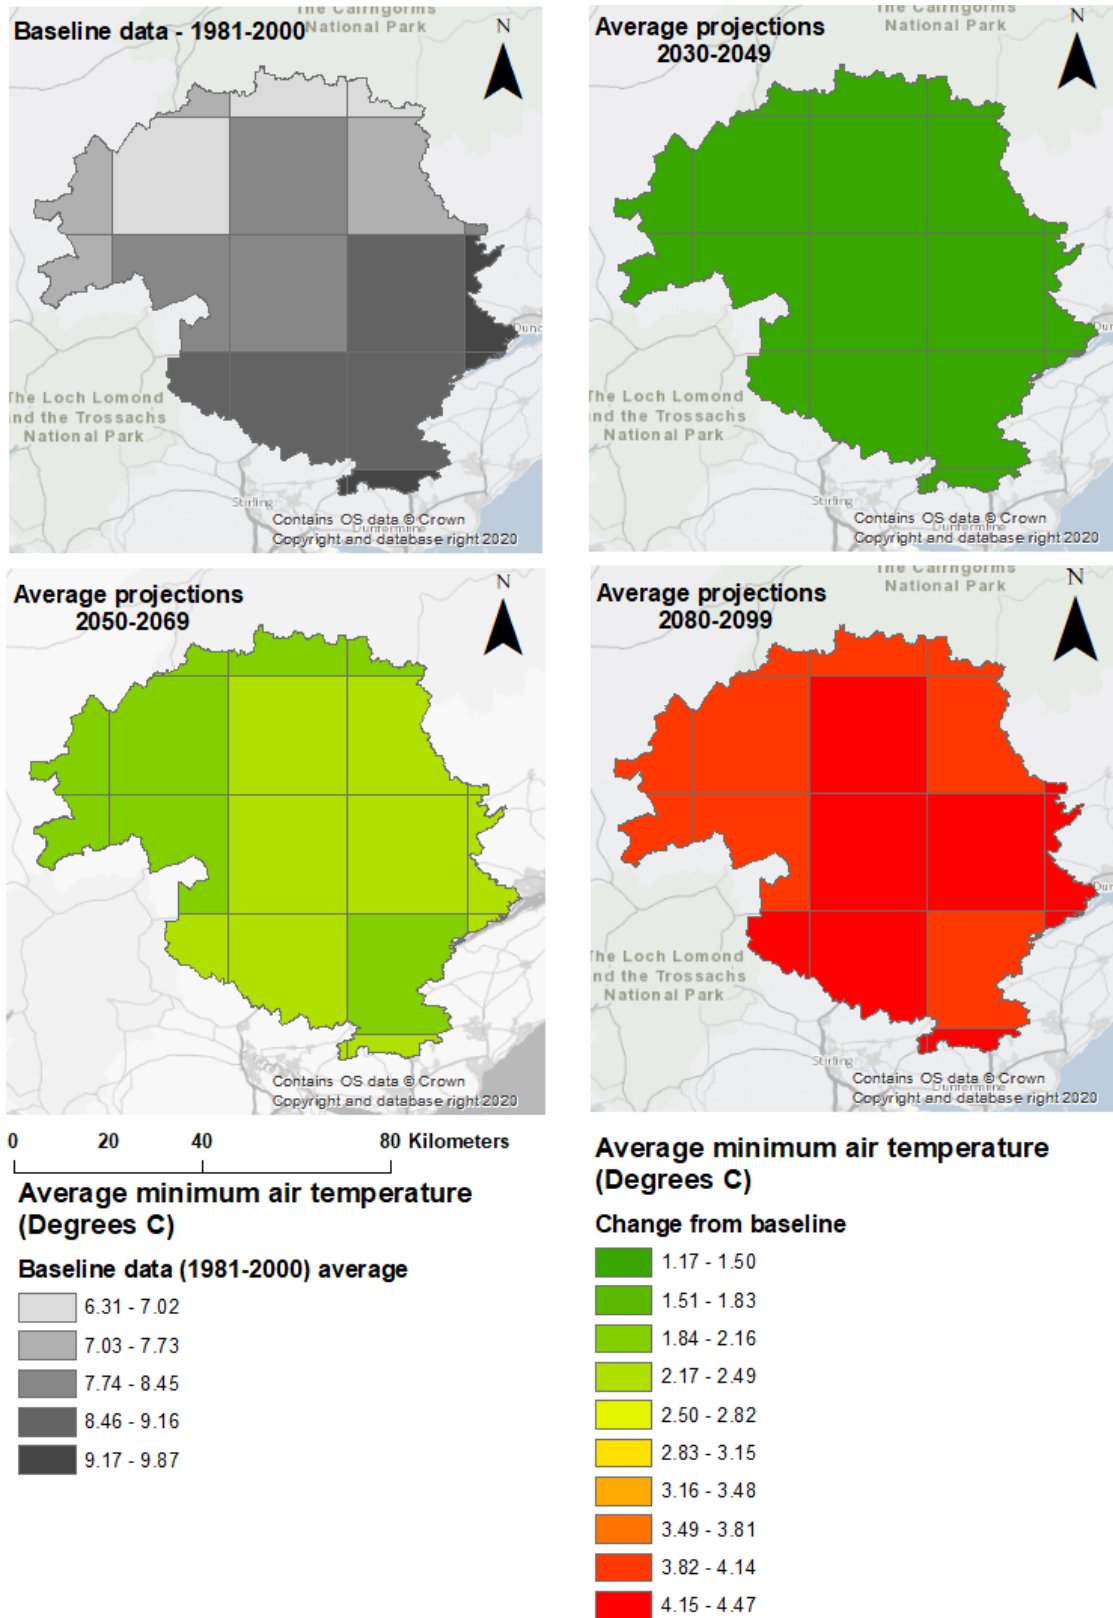 The Cairngorms
National Park
Baseline data - 1981-2000
N
Dund
The Loch Lomond
and the Trossachs
National Park
Stirling
Dunfermline
Contains OS data © Crown
Copyright and database right 2020
The Cairngorms
National Park
Average projections
2030-2049
N
Dur
The Loch Lomond
and the Trossachs
National Park
Stirling
Dunfermline
Contains OS data © Crown
Copyright and database right 2020
Average projections
2050-2069
N
Contains OS data © Crown
Copyright and database right 2020
The Cairngorms
National Park
Average projections
2080-2099
N
Dur
The Loch Lomond
and the Trossachs
National Park
Stirling
Dunfermline
Contains OS data © Crown
Copyright and database right 2020
0 20 40 80 Kilometers
Average minimum air temperature
(Degrees C)
Baseline data (1981-2000) average
6.31 - 7.02
7.03 - 7.73
7.74 - 8.45
8.46 - 9.16
9.17 - 9.87
Average minimum air temperature
(Degrees C)
Change from baseline
1.17 - 1.50
1.51 - 1.83
1.84 - 2.16
2.17 - 2.49
2.50 - 2.82
2.83 - 3.15
3.16 - 3.48
3.49 - 3.81
3.82 - 4.14
4.15 - 4.47